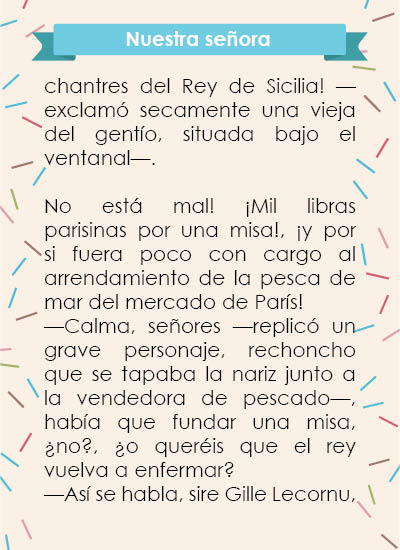 Nuestra señora
chantres del Rey de Sicilia! —
exclamó secamente una vieja
del gentío, situada bajo el
ventanal—.
No está mal! ¡Mil libras
parisinas por una misa!, ¡y por
si fuera poco con cargo al
arrendamiento de la pesca de
mar del mercado de París!
—Calma, señores —replicó un
grave personaje, rechoncho
que se tapaba la nariz junto a
la vendedora de pescado—,
había que fundar una misa,
¿no?, ¿o queréis que el rey
vuelva a enfermar?
—Así se habla, sire Gille Lecornu,